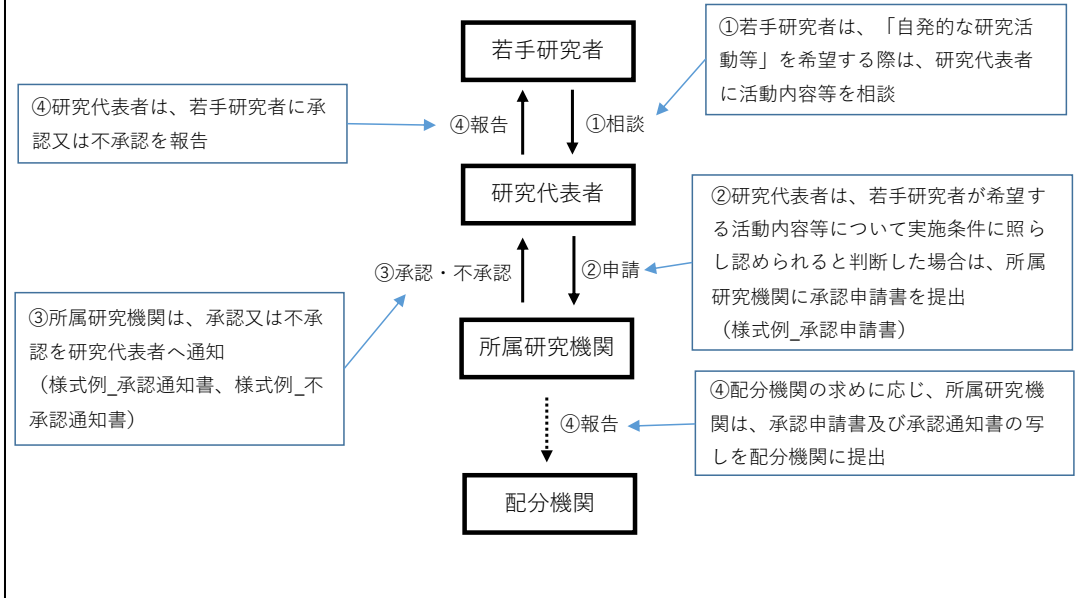 若手研究者
①若手研究者は、「自発的な研究活
動等」を希望する際は、研究代表者
に活動内容等を相談
④研究代表者は、若手研究者に承
認又は不承認を報告
④報告
①相談
研究代表者
②研究代表者は、若手研究者が希望す
る活動内容等について実施条件に照ら
し認められると判断した場合は、所属
研究機関に承認申請書を提出
（様式例_承認申請書）
③承認・不承認
②申請
③所属研究機関は、承認又は不承
認を研究代表者へ通知
（様式例_承認通知書、様式例_不
承認通知書）
所属研究機関
④配分機関の求めに応じ、所属研究機
関は、承認申請書及び承認通知書の写
しを配分機関に提出
④報告
配分機関